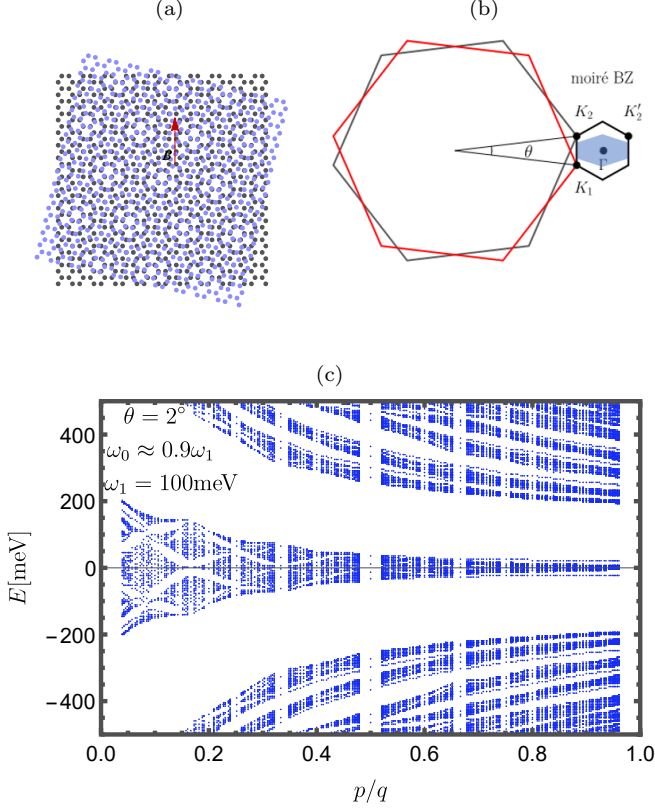 (a)
B
(b)
moiré BZ
K₂
K₂′
θ
Γ
K₁
(c)
θ = 2°
ω₀ ≈ 0.9ω₁
ω₁ = 100meV
E[meV]
400
200
0
−200
−400
0.0 0.2 0.4 0.6 0.8 1.0
p/q